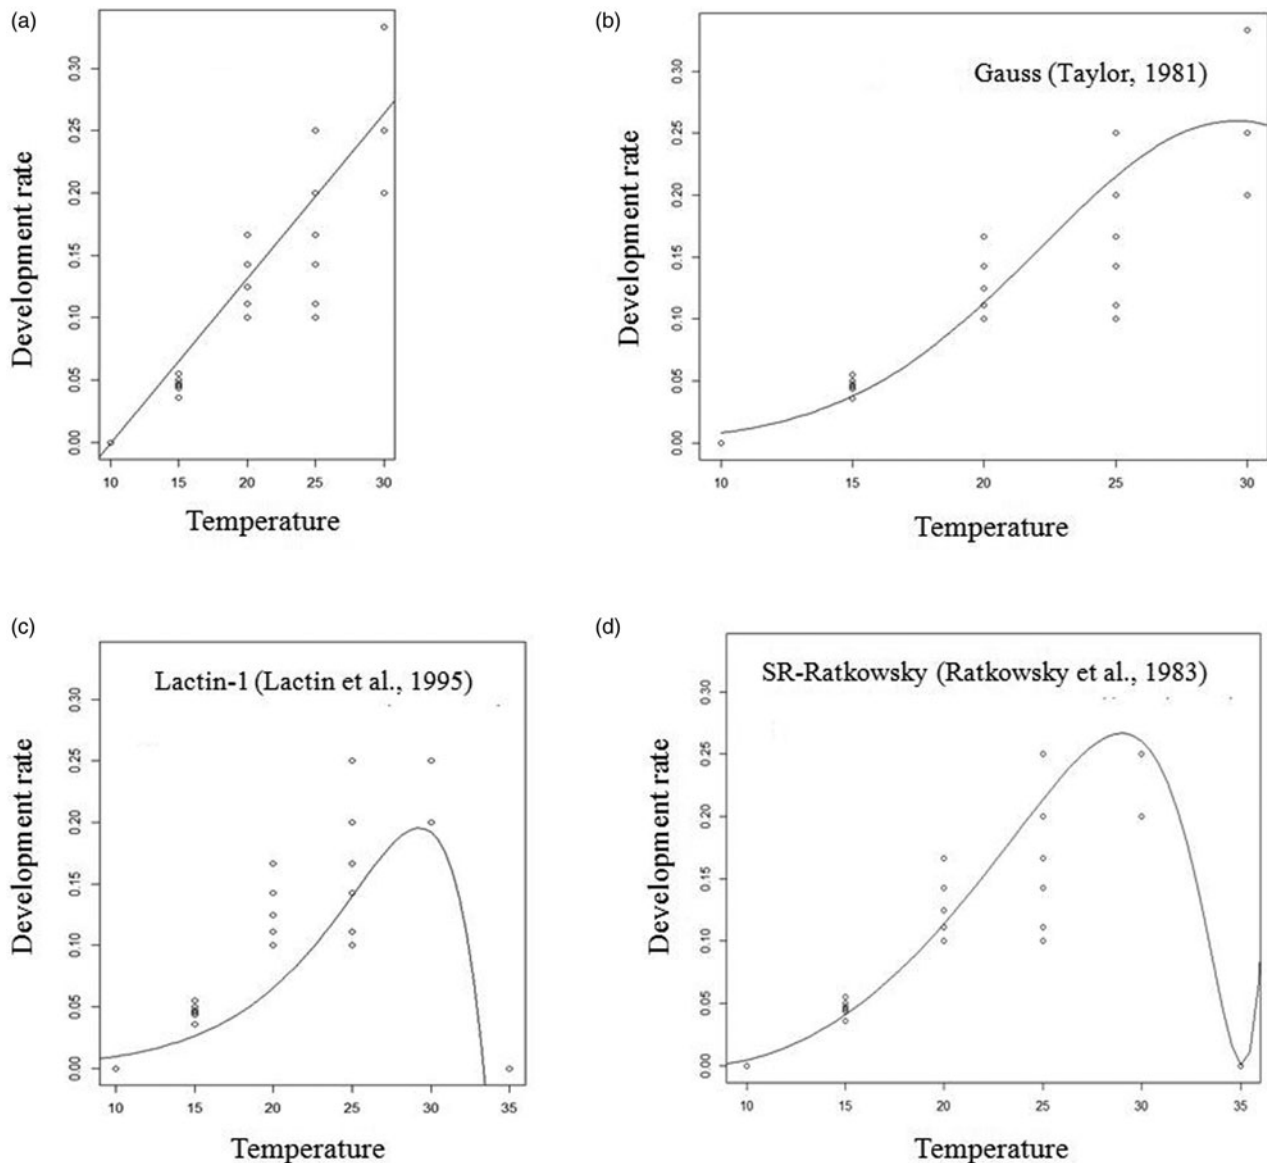 (a)
0.30
0.25
0.20
0.15
0.10
0.05
0.00
Development rate
10 15 20 25 30
Temperature
(b)
Gauss (Taylor, 1981)
0.30
0.25
0.20
0.15
0.10
0.05
0.00
Development rate
10 15 20 25 30
Temperature
(c)
Lactin-1 (Lactin et al., 1995)
0.30
0.25
0.20
0.15
0.10
0.05
0.00
Development rate
10 15 20 25 30 35
Temperature
(d)
SR-Ratkowsky (Ratkowsky et al., 1983)
0.30
0.25
0.20
0.15
0.10
0.05
0.00
Development rate
10 15 20 25 30 35
Temperature